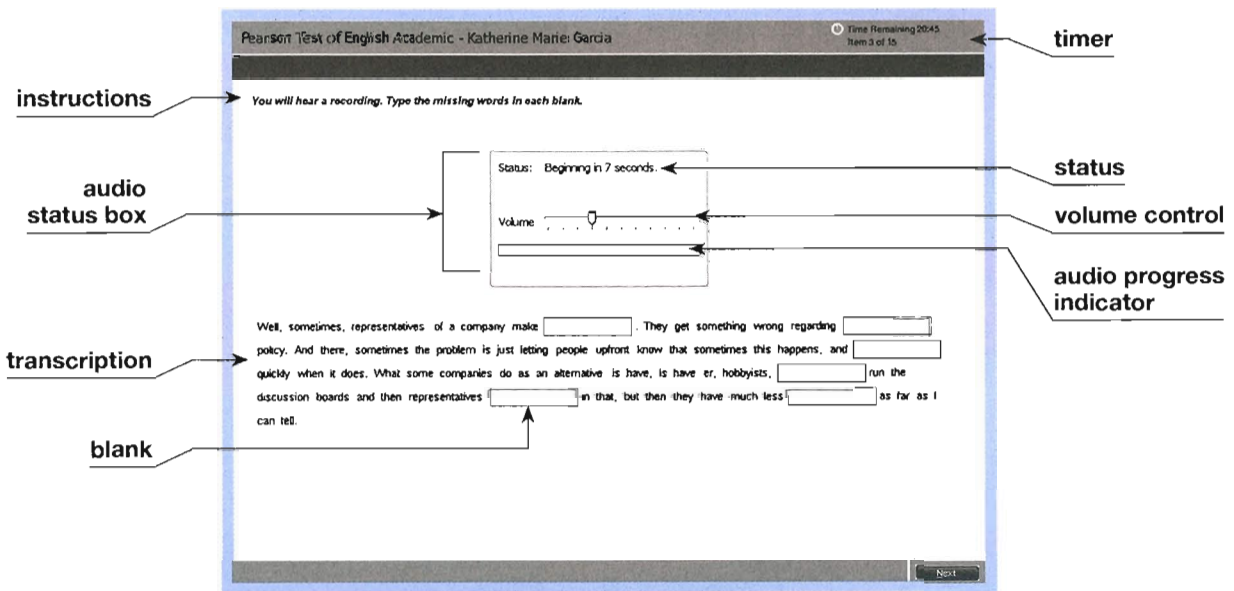 Pearson Test of English Academic - Katherine Marie Garcia
Time Remaining 20:45
Item 3 of 15
timer
instructions
You will hear a recording. Type the missing words in each blank.
audio
status box
Status: Beginning in 7 seconds.
status
Volume
volume control
audio progress
indicator
transcription
Well, sometimes, representatives of a company make . They get something wrong regarding
policy. And there, sometimes the problem is just letting people upfront know that sometimes this happens, and
quickly when it does. What some companies do as an alternative is have, is have er, hobbyists, run the
discussion boards and then representatives in that, but then they have much less as far as I
can tell.
blank
Next